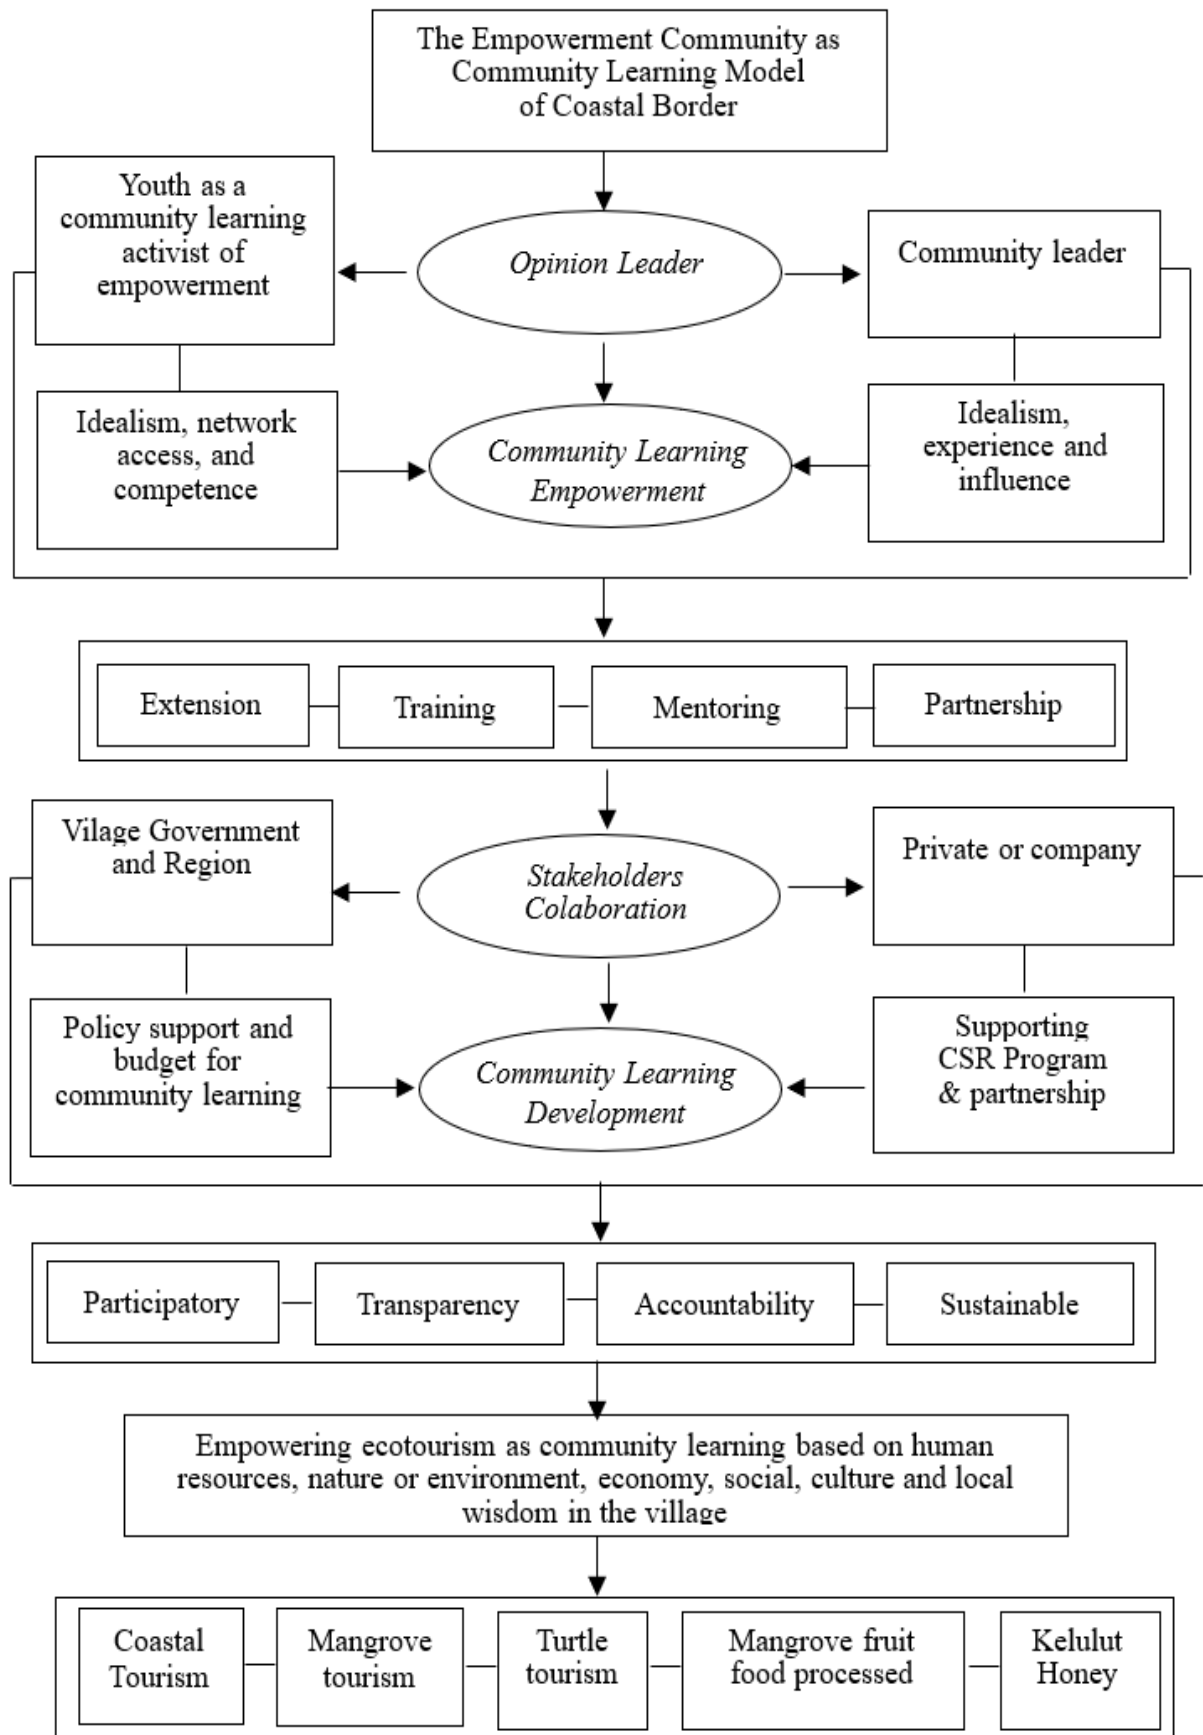 The Empowerment Community as
Community Learning Model
of Coastal Border
Youth as a
community learning
activist of
empowerment
Opinion Leader
Community leader
Idealism, network
access, and
competence
Community Learning
Empowerment
Idealism,
experience and
influence
Extension
Training
Mentoring
Partnership
Vilage Government
and Region
Stakeholders
Colaboration
Private or company
Policy support and
budget for
community learning
Community Learning
Development
Supporting
CSR Program
& partnership
Participatory
Transparency
Accountability
Sustainable
Empowering ecotourism as community learning based on human
resources, nature or environment, economy, social, culture and local
wisdom in the village
Coastal
Tourism
Mangrove
tourism
Turtle
tourism
Mangrove fruit
food processed
Kelulut
Honey